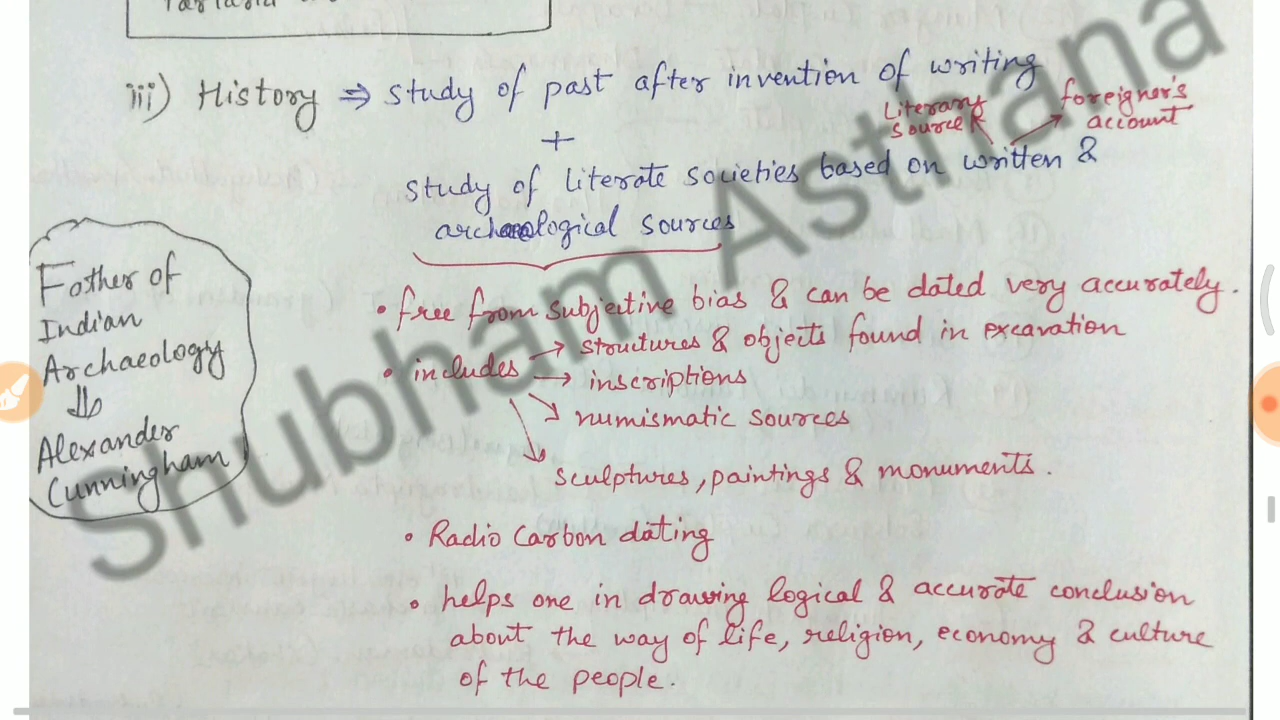 iii) History ⇒ study of past after invention of writing
Literary source
foreigner's account
+
study of literate societies based on written &
archaeological sources
• free from subjective bias & can be dated very accurately.
• includes → structures & objects found in excavation
→ inscriptions
→ numismatic sources
→ sculptures, paintings & monuments.
• Radio Carbon dating
• helps one in drawing logical & accurate conclusion
about the way of life, religion, economy & culture
of the people.
Father of
Indian
Archaeology
⇓
Alexander
Cunningham
Shubham Asthana